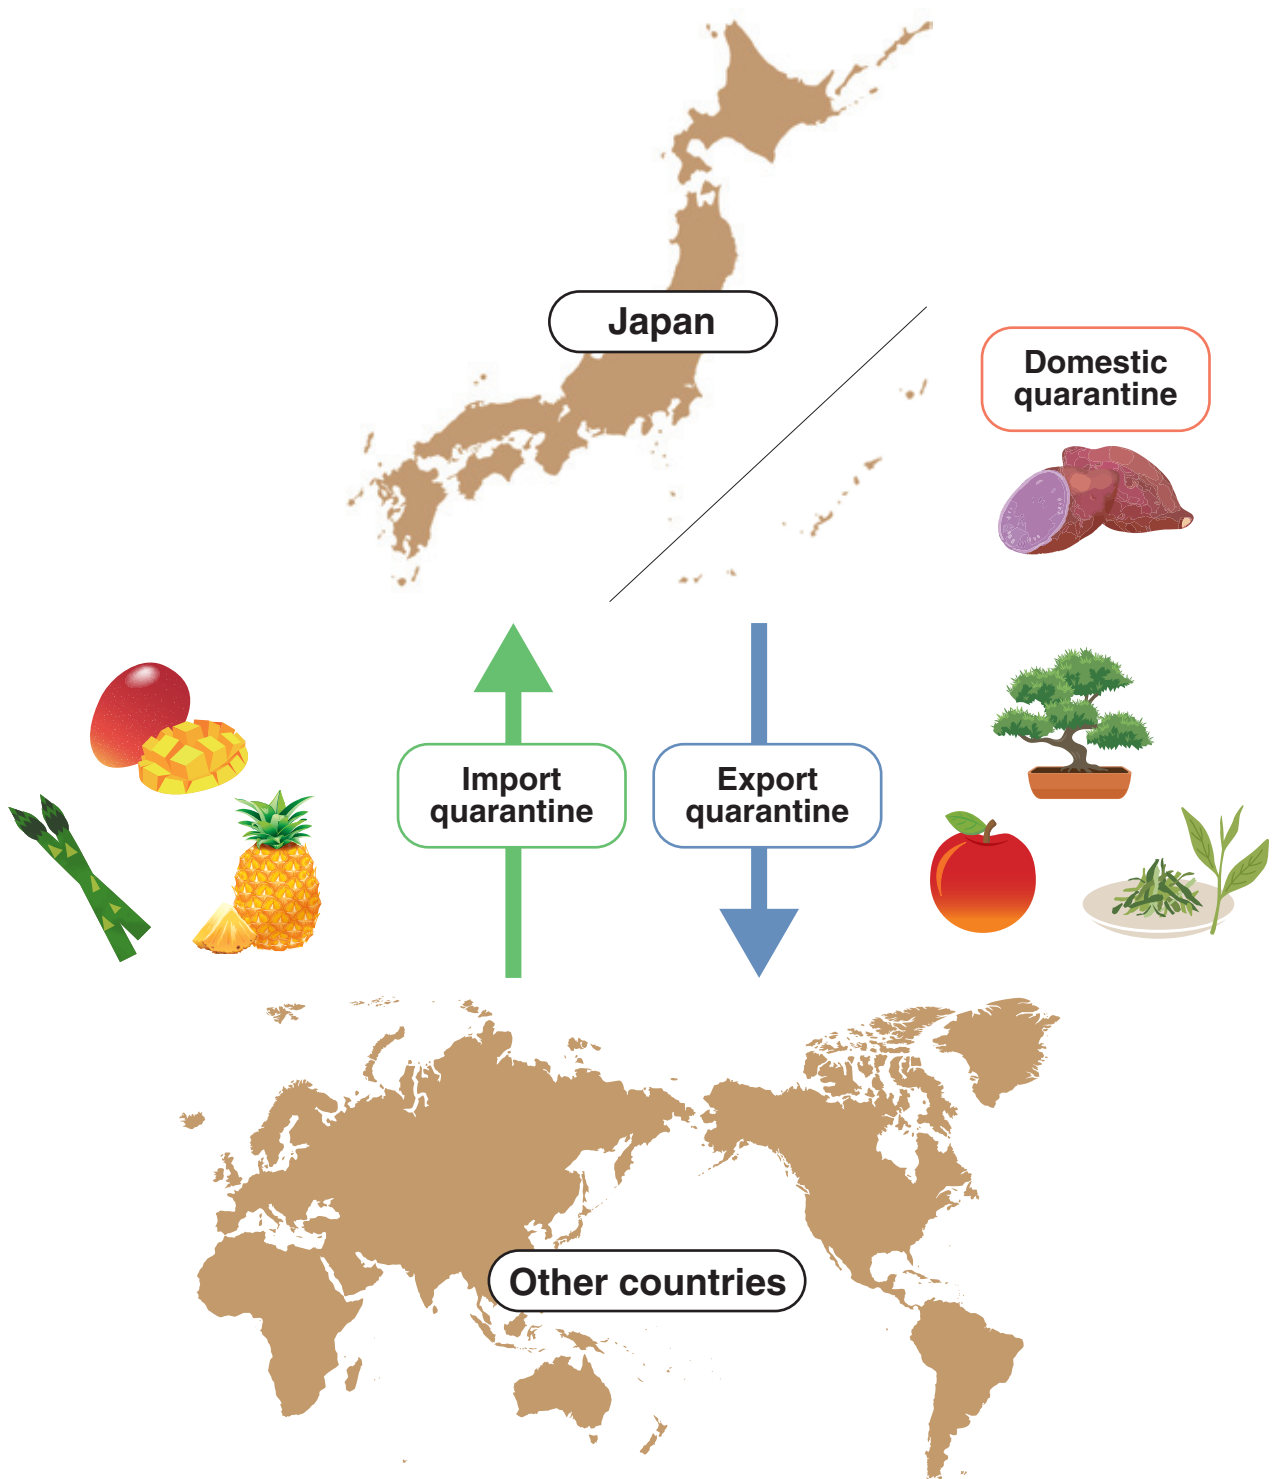 Japan
Domestic
quarantine
Import
quarantine
Export
quarantine
Other countries